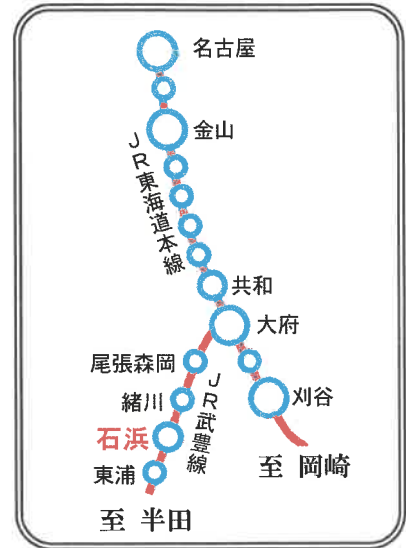 名古屋
金山
JR東海道本線
共和
大府
尾張森岡
JR武豊線
緒川
刈谷
石浜
至 岡崎
東浦
至 半田